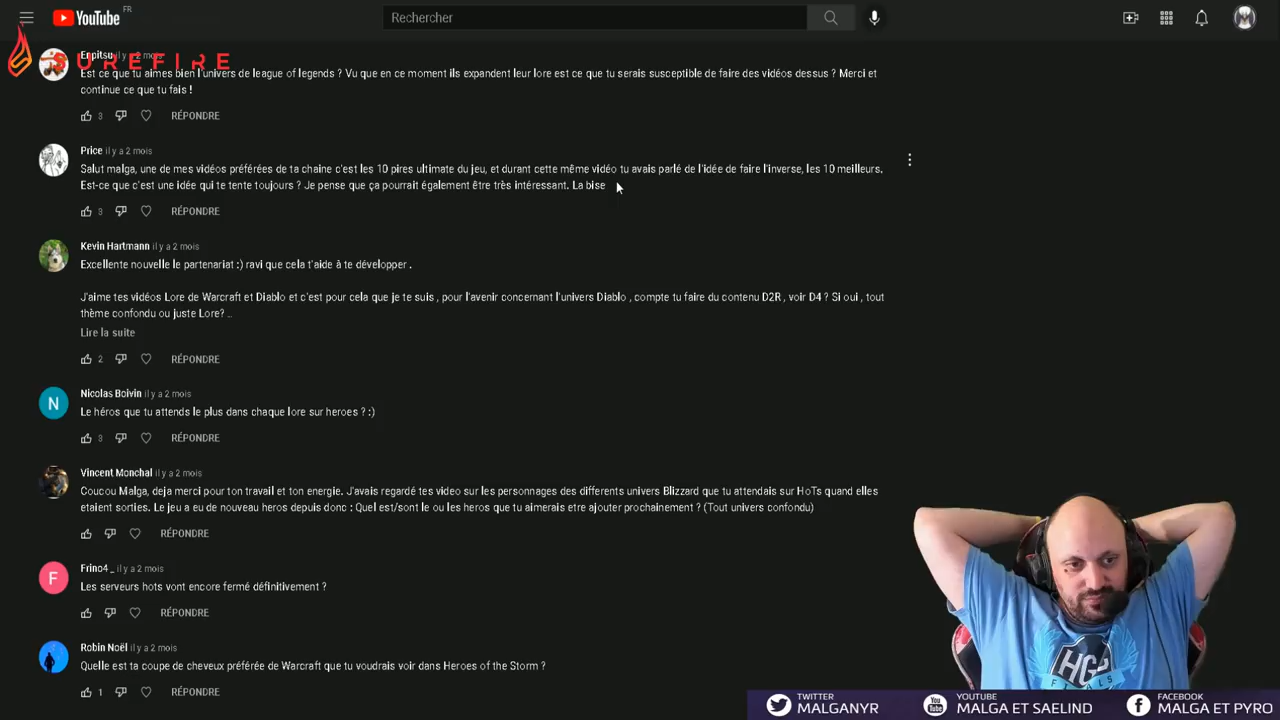 YouTube FR
Rechercher
SUREFIRE
Enpitsu il y a 2 mois
Est ce que tu aimes bien l'univers de league of legends ? Vu que en ce moment ils expandent leur lore est ce que tu serais susceptible de faire des vidéos dessus ? Merci et
continue ce que tu fais !
3 RÉPONDRE
Price il y a 2 mois
Salut malga, une de mes vidéos préférées de ta chaine c'est les 10 pires ultimate du jeu, et durant cette même vidéo tu avais parlé de l'idée de faire l'inverse, les 10 meilleurs.
Est-ce que c'est une idée qui te tente toujours ? Je pense que ça pourrait également être très intéressant. La bise
3 RÉPONDRE
Kevin Hartmann il y a 2 mois
Excellente nouvelle le partenariat :) ravi que cela t'aide à te développer .
J'aime tes vidéos Lore de Warcraft et Diablo et c'est pour cela que je te suis , pour l'avenir concernant l'univers Diablo , compte tu faire du contenu D2R , voir D4 ? Si oui , tout
thème confondu ou juste Lore? ..
Lire la suite
2 RÉPONDRE
N
Nicolas Boivin il y a 2 mois
Le héros que tu attends le plus dans chaque lore sur heroes ? :)
3 RÉPONDRE
Vincent Monchal il y a 2 mois
Coucou Malga, deja merci pour ton travail et ton energie. J'avais regardé tes video sur les personnages des differents univers Blizzard que tu attendais sur HoTs quand elles
etaient sorties. Le jeu a eu de nouveau heros depuis donc : Quel est/sont le ou les heros que tu aimerais etre ajouter prochainement ? (Tout univers confondu)
RÉPONDRE
F
Frino4_ il y a 2 mois
Les serveurs hots vont encore fermé définitivement ?
RÉPONDRE
Robin Noël il y a 2 mois
Quelle est ta coupe de cheveux préférée de Warcraft que tu voudrais voir dans Heroes of the Storm ?
1 RÉPONDRE
HGC
TWITTER
MALGANYR
YOUTUBE
MALGA ET SAELIND
FACEBOOK
MALGA ET PYRO